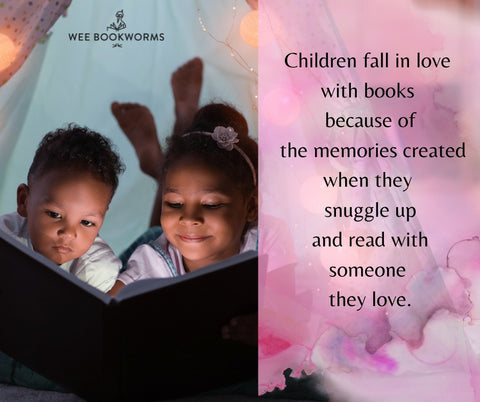 WEE BOOKWORMS
Children fall in love
with books
because of
the memories created
when they
snuggle up
and read with
someone
they love.